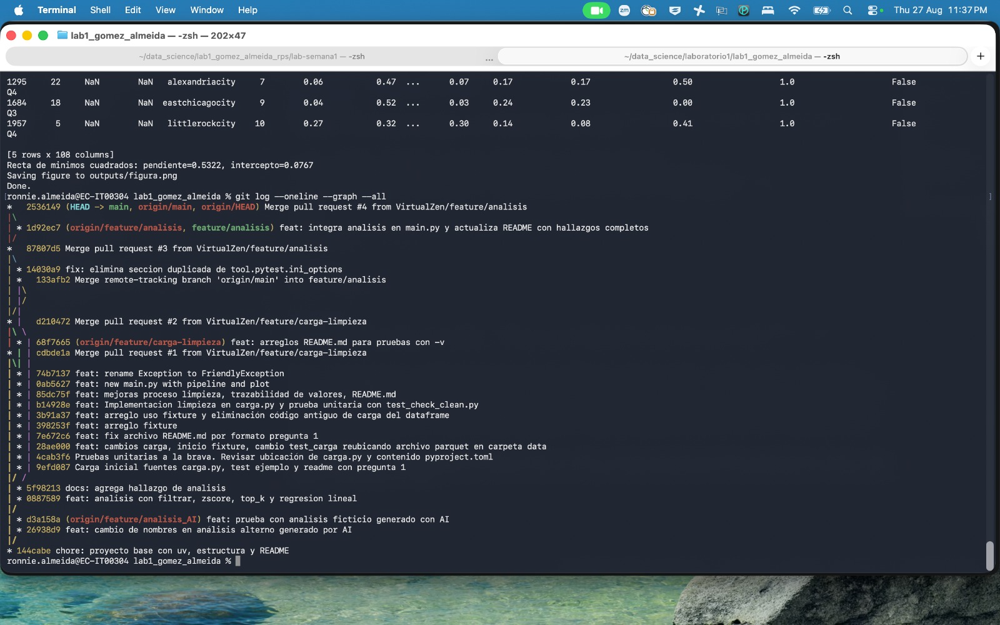 Terminal Shell Edit View Window Help zm Thu 27 Aug 11:37 PM
lab1_gomez_almeida — -zsh — 202×47
~/data_science/lab1_gomez_almeida_rps/lab-semana1 — -zsh ... ~/data_science/laboratorio1/lab1_gomez_almeida — -zsh +
1295 22 NaN NaN alexandriacity 7 0.06 0.47 ... 0.07 0.17 0.17 0.50 1.0 False
Q4
1684 18 NaN NaN eastchicagocity 9 0.04 0.52 ... 0.03 0.24 0.23 0.00 1.0 False
Q3
1957 5 NaN NaN littlerockcity 10 0.27 0.32 ... 0.30 0.14 0.08 0.41 1.0 False
Q4
[5 rows x 108 columns]
Recta de minimos cuadrados: pendiente=0.5322, intercepto=0.0767
Saving figure to outputs/figura.png
Done.
[ronnie.almeida@EC-IT00304 lab1_gomez_almeida % git log --oneline --graph --all ]
*   2536149 (HEAD -> main, origin/main, origin/HEAD) Merge pull request #4 from VirtualZen/feature/analisis
|\
| * 1d92ec7 (origin/feature/analisis, feature/analisis) feat: integra analisis en main.py y actualiza README con hallazgos completos
|/
*   87807d5 Merge pull request #3 from VirtualZen/feature/analisis
|\
| * 14030a9 fix: elimina seccion duplicada de tool.pytest.ini_options
| *   133afb2 Merge remote-tracking branch 'origin/main' into feature/analisis
| |\
| |/
|/|
* |   d210472 Merge pull request #2 from VirtualZen/feature/carga-limpieza
|\ \
| * | 68f7665 (origin/feature/carga-limpieza) feat: arreglos README.md para pruebas con -v
* | | cdbde1a Merge pull request #1 from VirtualZen/feature/carga-limpieza
|\| |
| * | 74b7137 feat: rename Exception to FriendlyException
| * | 0ab5627 feat: new main.py with pipeline and plot
| * | 85dc75f feat: mejoras proceso limpieza, trazabilidad de valores, README.md
| * | b14928e feat: Implementacion limpieza en carga.py y prueba unitaria con test_check_clean.py
| * | 3b91a37 feat: arreglo uso fixture y eliminación código antiguo de carga del dataframe
| * | 398253f feat: arreglo fixture
| * | 7e672c6 feat: fix archivo README.md por formato pregunta 1
| * | 28ae000 feat: cambios carga, inicio fixture, cambio test_carga reubicando archivo parquet en carpeta data
| * | 4cab3f6 Pruebas unitarias a la brava. Revisar ubicación de carga.py y contenido pyproject.toml
| * | 9efd087 Carga inicial fuentes carga.py, test ejemplo y readme con pregunta 1
|/ /
| * 5f98213 docs: agrega hallazgo de analisis
| * 0887589 feat: analisis con filtrar, zscore, top_k y regresion lineal
|/
| * d3a158a (origin/feature/analisis_AI) feat: prueba con analisis ficticio generado con AI
| * 26938d9 feat: cambio de nombres en análisis alterno generado por AI
|/
* 144cabe chore: proyecto base con uv, estructura y README
ronnie.almeida@EC-IT00304 lab1_gomez_almeida %